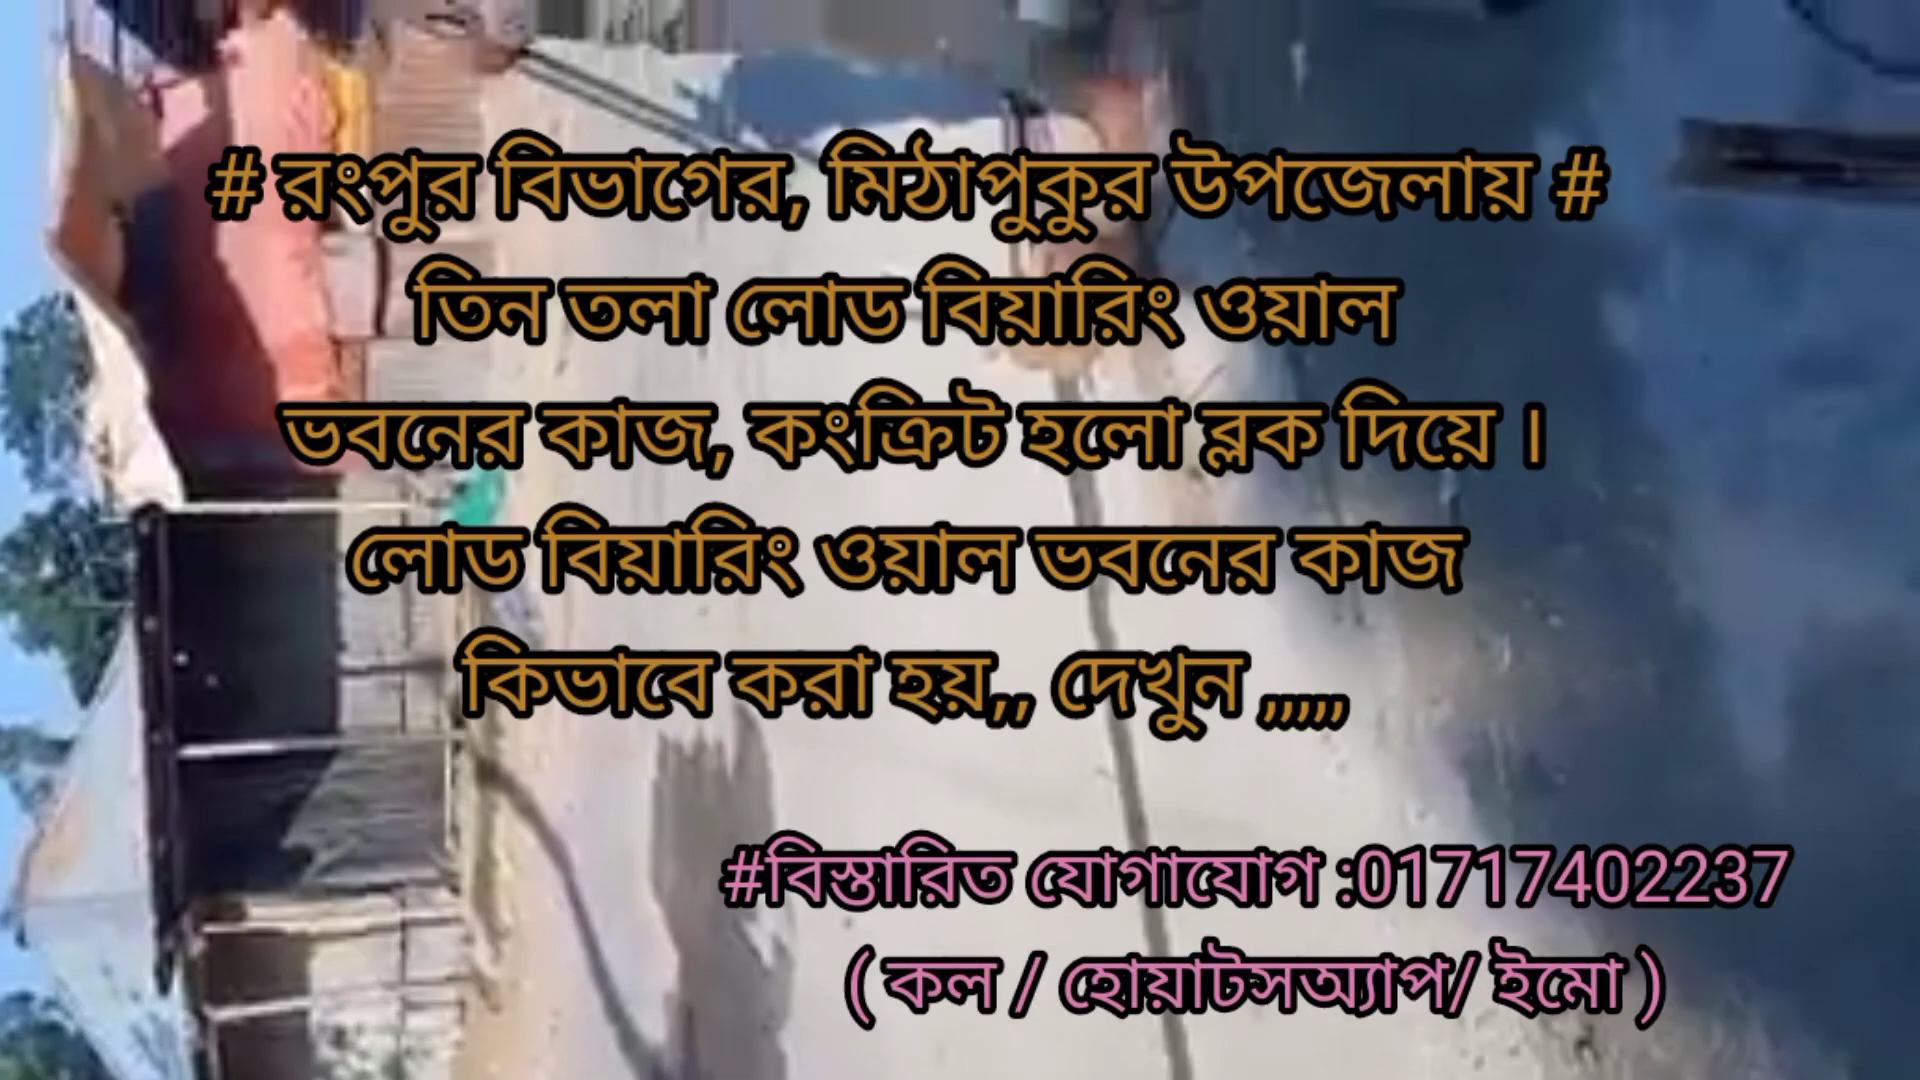 # রংপুর বিভাগের, মিঠাপুকুর উপজেলায় #
তিন তলা লোড বিয়ারিং ওয়াল
ভবনের কাজ, কংক্রিট হলো ব্লক দিয়ে ।
লোড বিয়ারিং ওয়াল ভবনের কাজ
কিভাবে করা হয়,, দেখুন ,,,,,
#বিস্তারিত যোগাযোগ :01717402237
( কল / হোয়াটসঅ্যাপ/ ইমো )